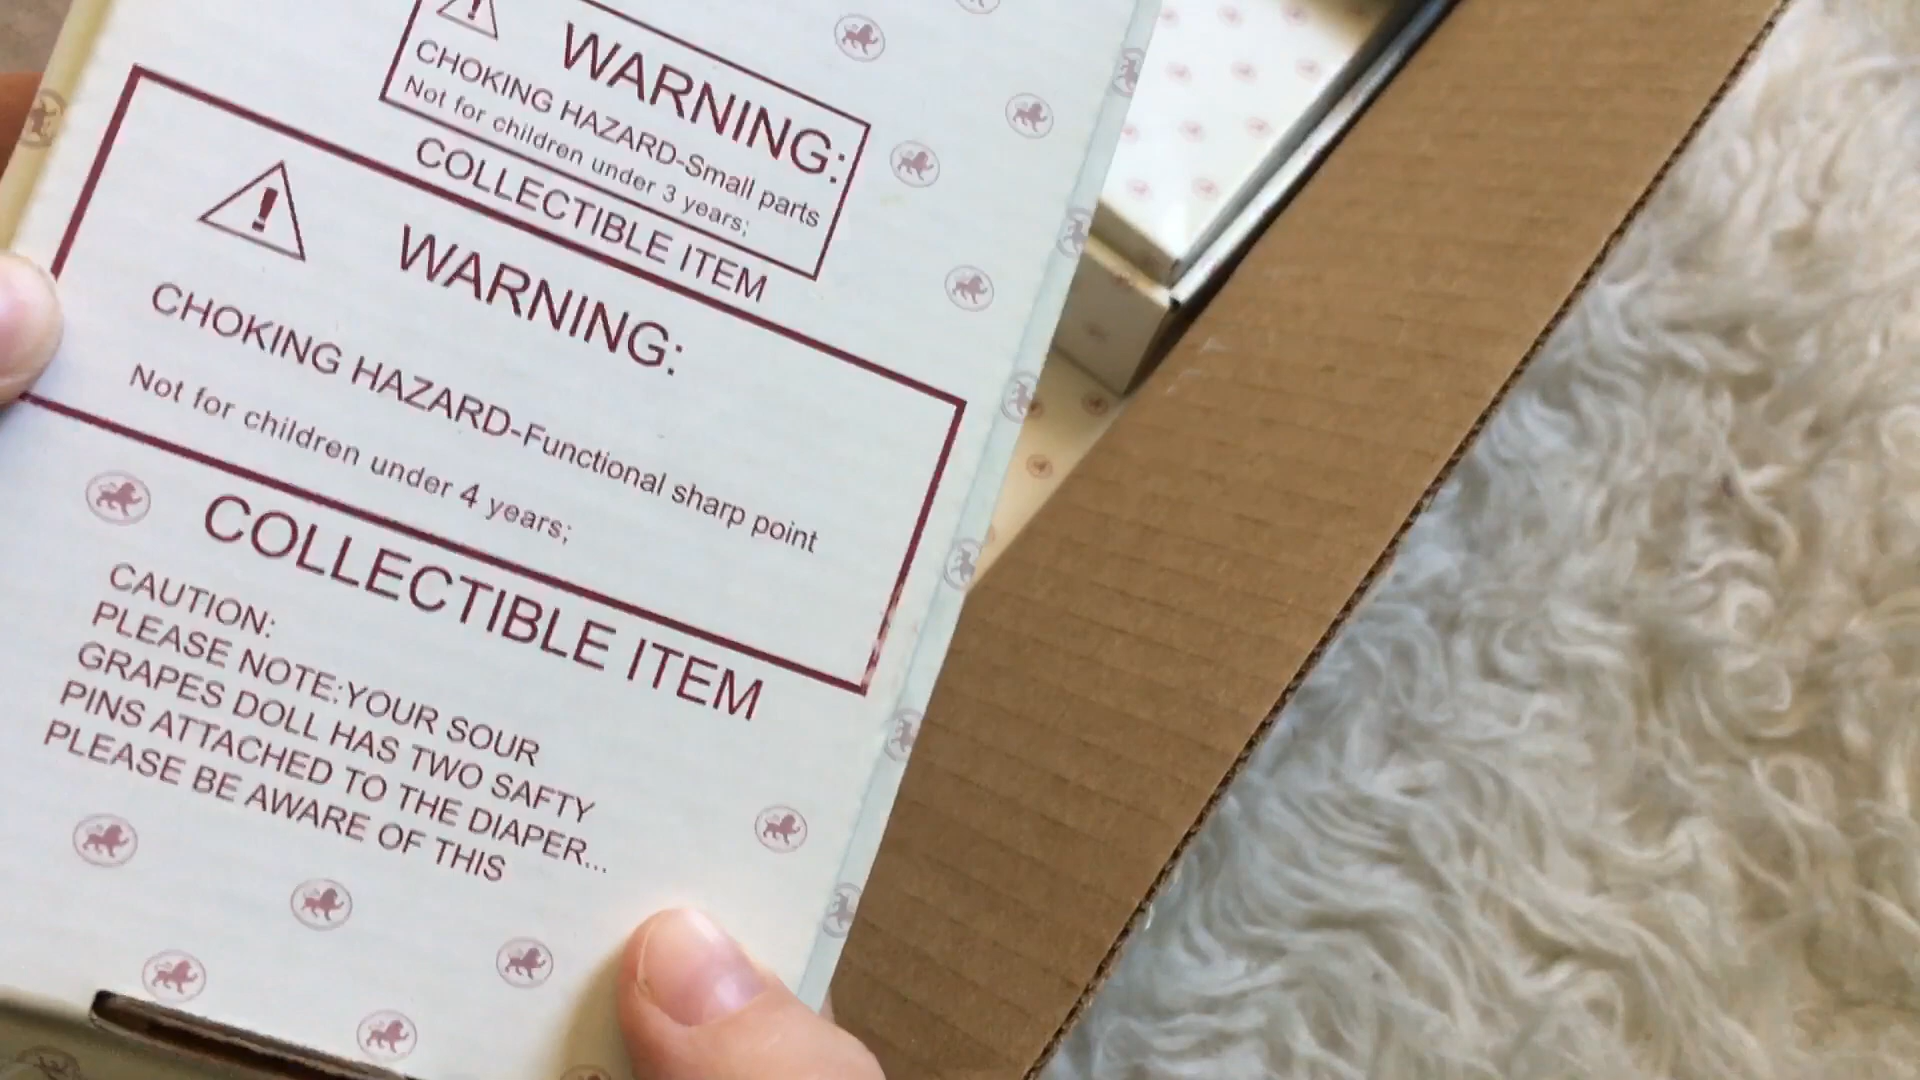 WARNING:
CHOKING HAZARD-Small parts
Not for children under 3 years;
COLLECTIBLE ITEM
WARNING:
CHOKING HAZARD-Functional sharp point
Not for children under 4 years;
COLLECTIBLE ITEM
CAUTION:
PLEASE NOTE:YOUR SOUR
GRAPES DOLL HAS TWO SAFTY
PINS ATTACHED TO THE DIAPER...
PLEASE BE AWARE OF THIS